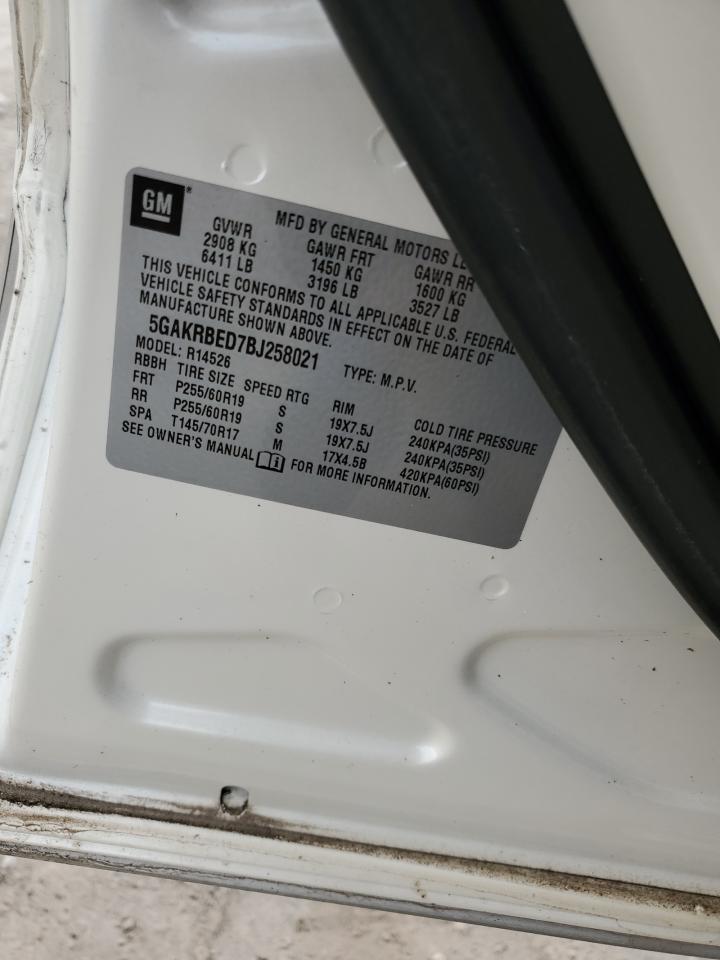 GM ®
MFD BY GENERAL MOTORS
GVWR GAWR FRT GAWR RR
2908 KG 1450 KG 1600 KG
6411 LB 3196 LB 3527 LB
THIS VEHICLE CONFORMS TO ALL APPLICABLE U.S. FEDERAL
VEHICLE SAFETY STANDARDS IN EFFECT ON THE DATE OF
MANUFACTURE SHOWN ABOVE.
5GAKRBED7BJ258021 TYPE: M.P.V.
MODEL: R14526
RBBH TIRE SIZE SPEED RTG RIM COLD TIRE PRESSURE
FRT P255/60R19 S 19X7.5J 240KPA(35PSI)
RR P255/60R19 S 19X7.5J 240KPA(35PSI)
SPA T145/70R17 M 17X4.5B 420KPA(60PSI)
SEE OWNER'S MANUAL FOR MORE INFORMATION.